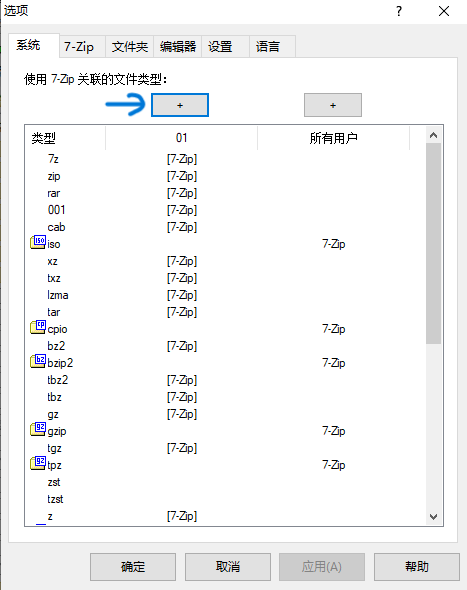 选项
系统 7-Zip 文件夹 编辑器 设置 语言
使用 7-Zip 关联的文件类型：
+ +
类型 01 所有用户
7z [7-Zip]
zip [7-Zip]
rar [7-Zip]
001 [7-Zip]
cab [7-Zip]
iso iso 7-Zip
xz [7-Zip]
txz [7-Zip]
lzma [7-Zip]
tar [7-Zip]
cp cpio 7-Zip
bz2 [7-Zip]
bz bzip2 7-Zip
tbz2 [7-Zip]
tbz [7-Zip]
gz [7-Zip]
gz gzip 7-Zip
tgz [7-Zip]
gz tpz 7-Zip
zst
tzst
z [7-Zip]
确定 取消 应用(A) 帮助